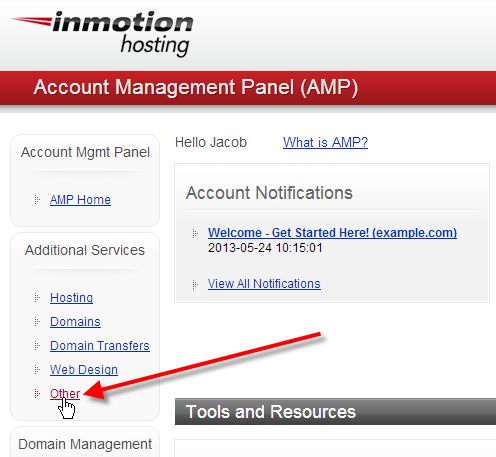 inmotion
hosting
Account Management Panel (AMP)
Account Mgmt Panel
AMP Home
Additional Services
Hosting
Domains
Domain Transfers
Web Design
Other
Domain Management
Hello Jacob
What is AMP?
Account Notifications
Welcome - Get Started Here! (example.com)
2013-05-24 10:15:01
View All Notifications
Tools and Resources